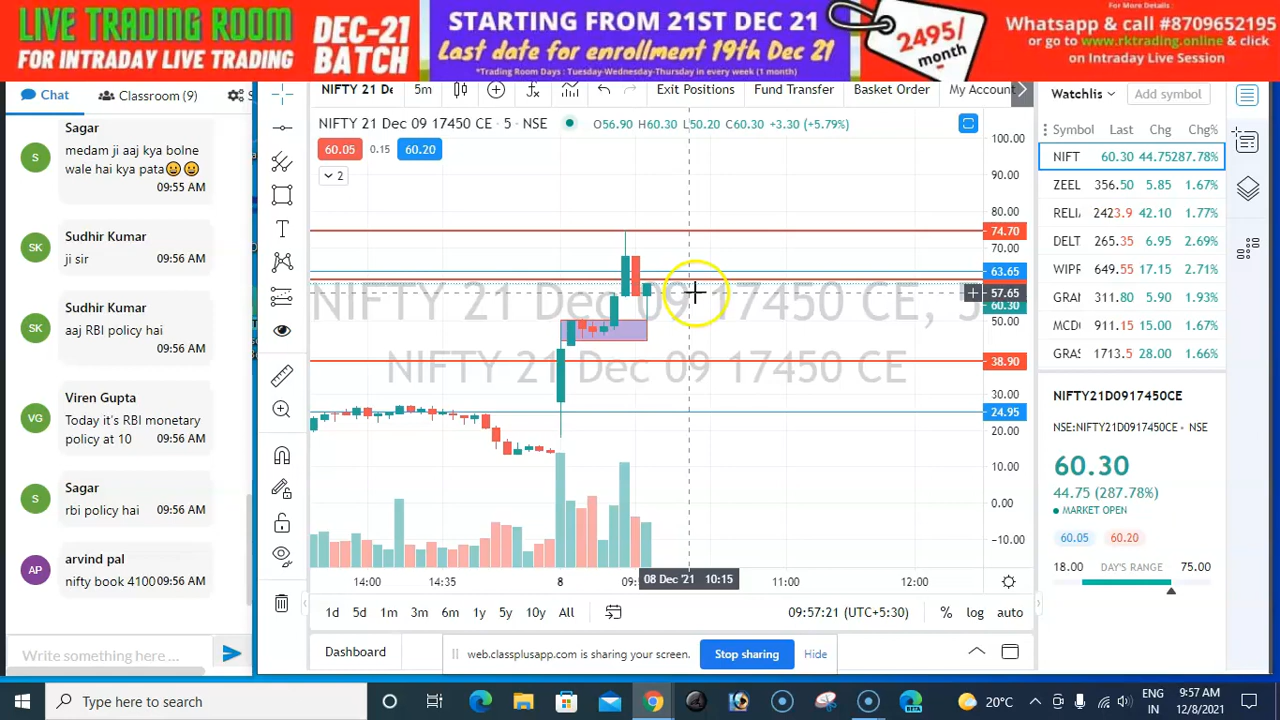 LIVE TRADING ROOM
FOR INTRADAY LIVE TRADING
DEC-21
BATCH
STARTING FROM 21ST DEC 21
Last date for enrollment 19th Dec 21
*Trading Room Days : Tuesday-Wednesday-Thursday in every week (1 month)
2495/
month
For More Details :
Whatsapp & call #8709652195
or go to www.rktrading.online & click
on Intraday Live Session
Chat
Classroom (9)
S
Sagar
medam ji aaj kya bolne
wale hai kya pata😀😀
09:55 AM
SK
Sudhir Kumar
ji sir
09:56 AM
SK
Sudhir Kumar
aaj RBI policy hai
09:56 AM
VG
Viren Gupta
Today it's RBI monetary
policy at 10
09:56 AM
S
Sagar
rbi policy hai
09:56 AM
AP
arvind pal
nifty book 4100
09:56 AM
Write something here ...
NIFTY 21 De
5m
Exit Positions
Fund Transfer
Basket Order
My Account
NIFTY 21 Dec 09 17450 CE · 5 · NSE
O56.90 H60.30 L50.20 C60.30 +3.30 (+5.79%)
60.05
0.15
60.20
2
NIFTY 21 Dec 09 17450 CE, 5
NIFTY 21 Dec 09 17450 CE
100.00
90.00
80.00
74.70
70.00
63.65
57.65
60.30
50.00
38.90
30.00
24.95
20.00
10.00
0.00
−10.00
14:00
14:35
8
09:
08 Dec '21 10:15
11:00
12:00
1d
5d
1m
3m
6m
1y
5y
10y
All
09:57:21 (UTC+5:30)
%
log
auto
Dashboard
web.classplusapp.com is sharing your screen.
Stop sharing
Hide
Watchlis
Add symbol
Symbol Last Chg Chg%
NIFT 60.30 44.75 287.78%
ZEEL 356.50 5.85 1.67%
RELI 2423.9 42.10 1.77%
DELT 265.35 6.95 2.69%
WIPF 649.55 17.15 2.71%
GRAI 311.80 5.90 1.93%
MCD 911.15 15.00 1.67%
GRAS 1713.5 28.00 1.66%
NIFTY21D0917450CE
NSE:NIFTY21D0917450CE · NSE
60.30
44.75 (287.78%)
MARKET OPEN
60.05
60.20
18.00 DAY'S RANGE 75.00
Type here to search
20°C
ENG
IN
9:57 AM
12/8/2021